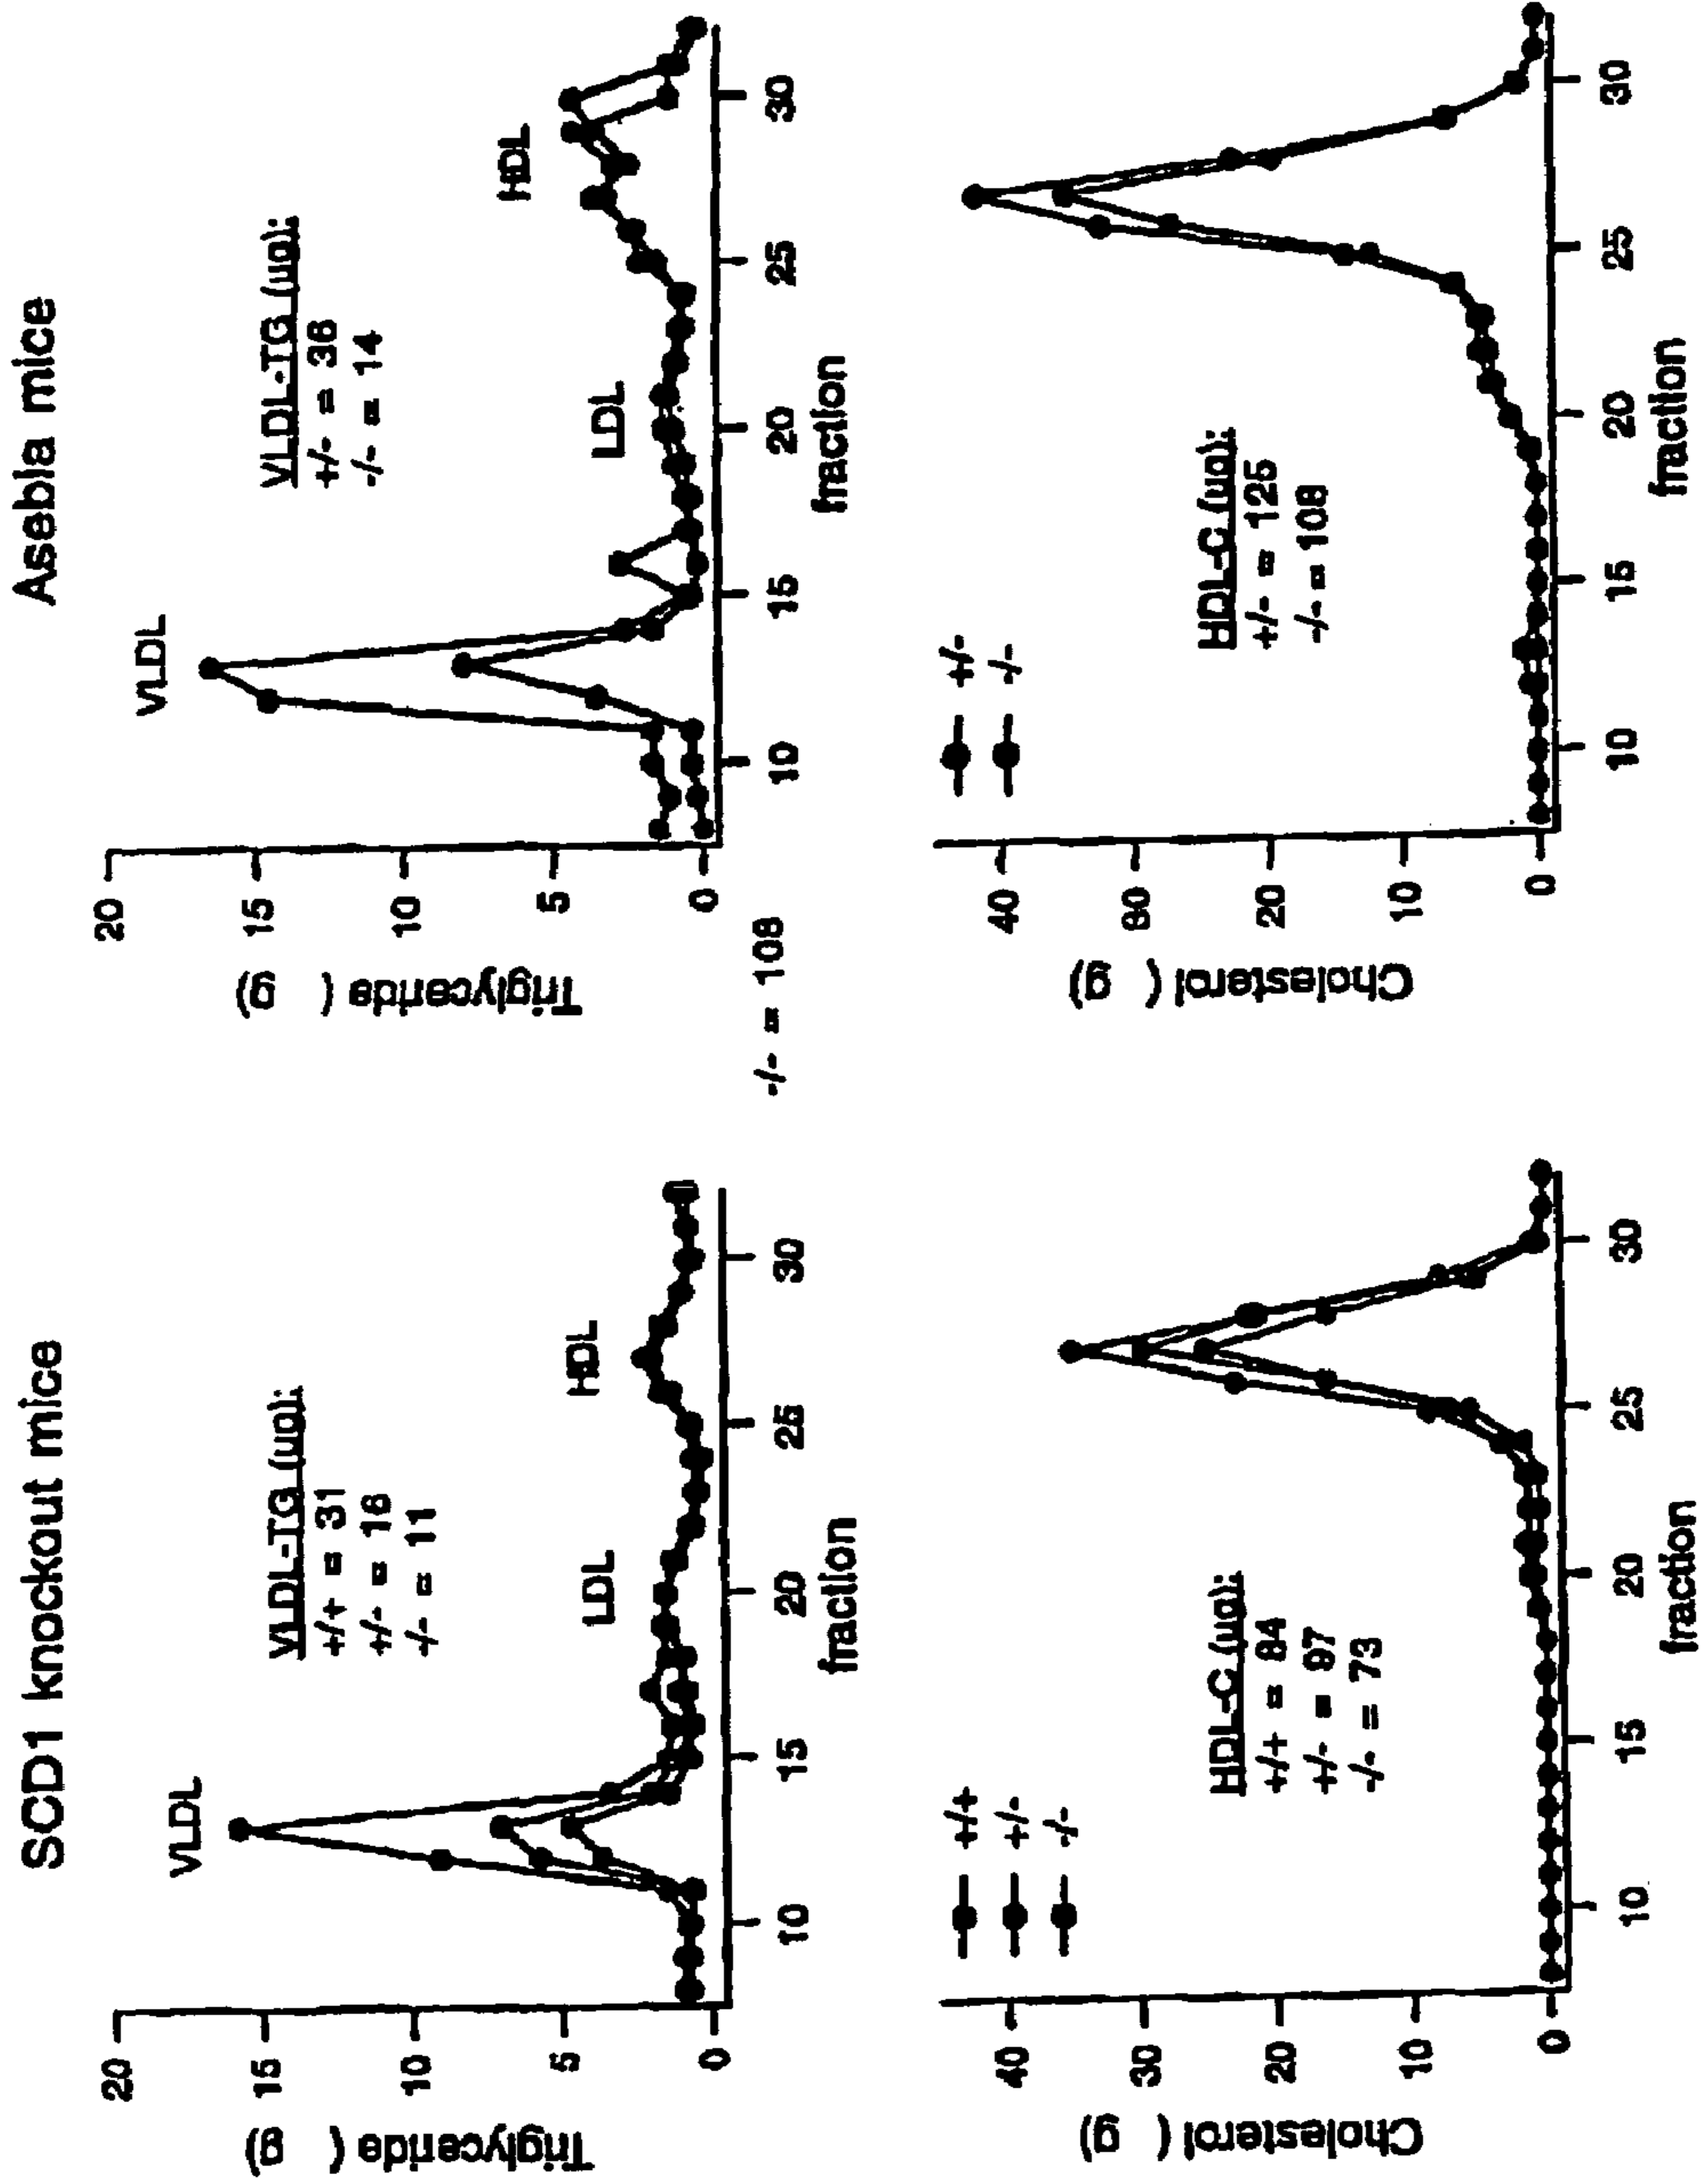 SCD1 knockout mice
Triglyceride ( g)
20
15
10
5
0
VLDL
VLDL-TG (µg):
+/+ = 31
+/- = 16
-/- = 11
LDL
HDL
10
15
20
25
30
fraction
Cholesterol ( g)
40
30
20
10
0
+/+
+/-
-/-
HDL-C (µg):
+/+ = 84
+/- = 97
-/- = 73
10
15
20
25
30
fraction
Asebia mice
Triglyceride ( g)
20
15
10
5
0
VLDL
VLDL-TG (µg):
+/- = 36
-/- = 14
LDL
HDL
10
15
20
25
30
fraction
-/- = 108
Cholesterol ( g)
40
30
20
10
0
+/-
-/-
HDL-C (µg):
+/- = 125
-/- = 108
10
15
20
25
30
fraction